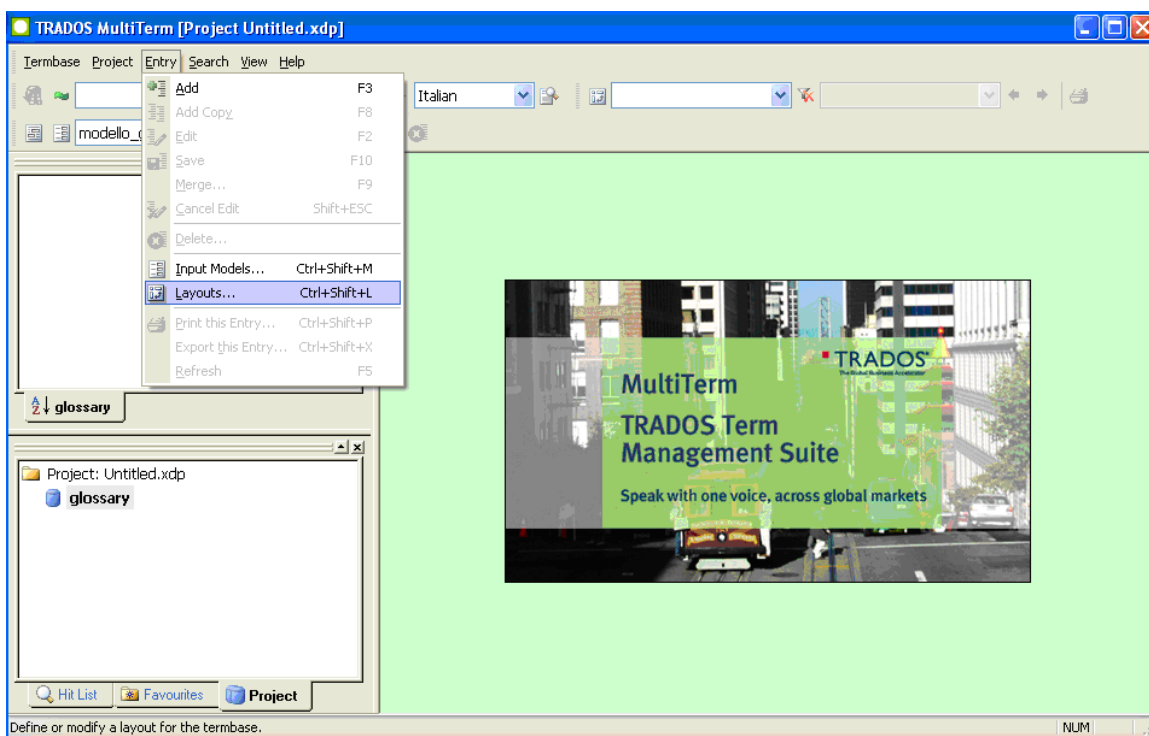 TRADOS MultiTerm [Project Untitled.xdp]
Termbase Project Entry Search View Help
Add F3
Add Copy F8
Edit F2
Save F10
Merge... F9
Cancel Edit Shift+ESC
Delete...
Input Models... Ctrl+Shift+M
Layouts... Ctrl+Shift+L
Print this Entry... Ctrl+Shift+P
Export this Entry... Ctrl+Shift+X
Refresh F5
Italian
glossary
Project: Untitled.xdp
glossary
Hit List Favourites Project
TRADOS
The Global Business Accelerator
MultiTerm
TRADOS Term
Management Suite
Speak with one voice, across global markets
Define or modify a layout for the termbase. NUM